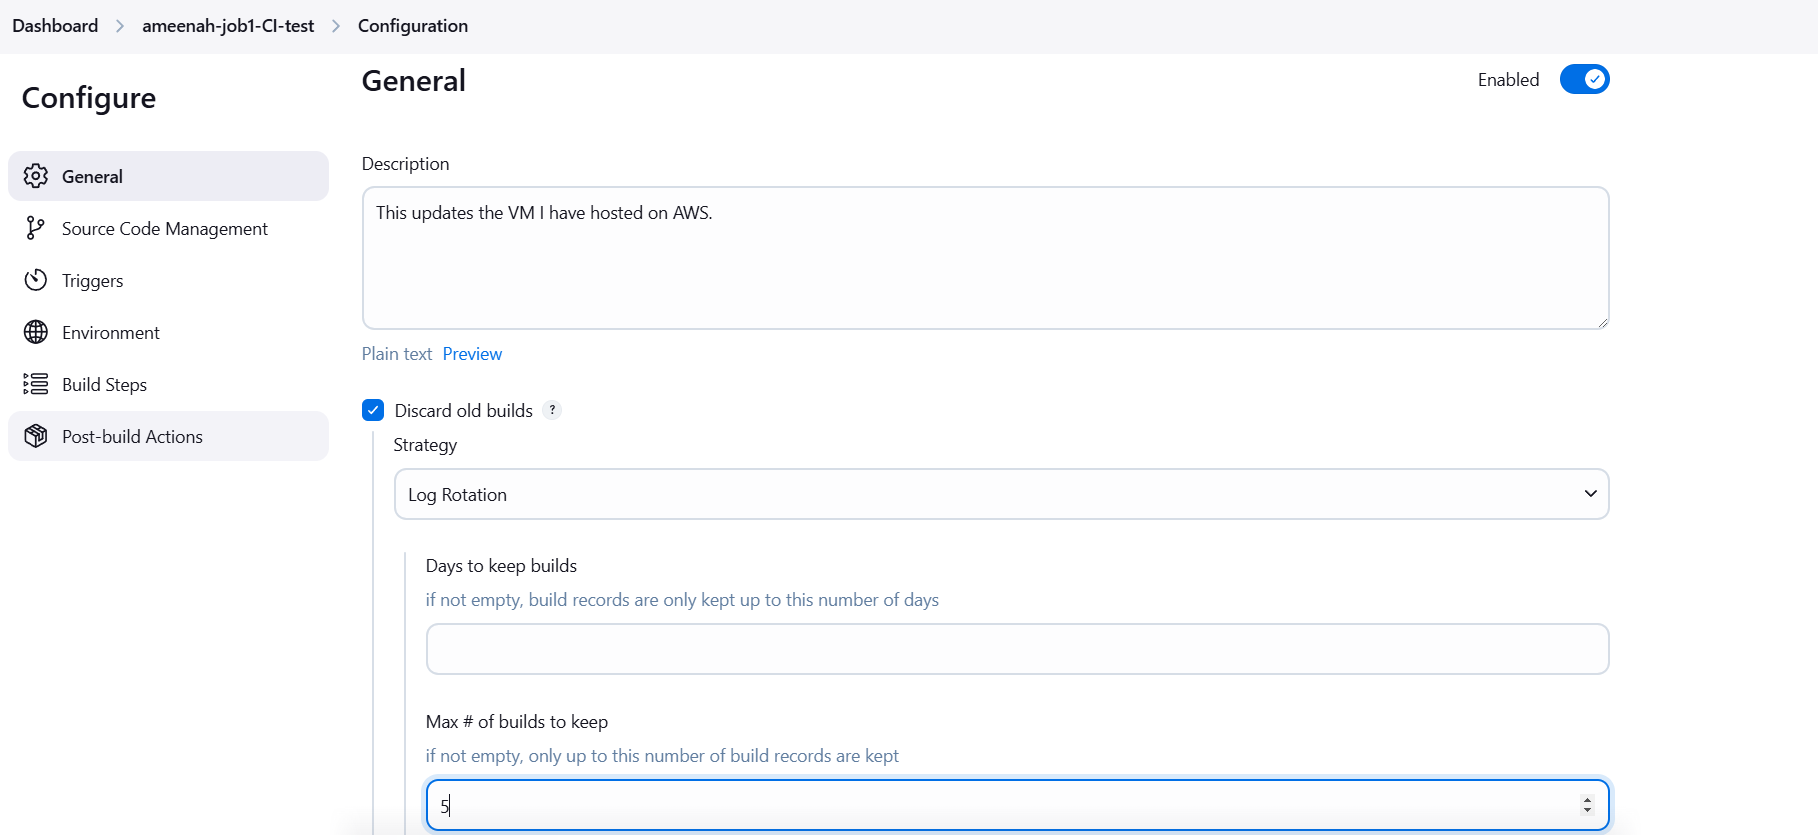 Dashboard > ameenah-job1-CI-test > Configuration
Configure
General
Source Code Management
Triggers
Environment
Build Steps
Post-build Actions
General
Enabled
Description
This updates the VM I have hosted on AWS.
Plain text Preview
Discard old builds ?
Strategy
Log Rotation
Days to keep builds
if not empty, build records are only kept up to this number of days
Max # of builds to keep
if not empty, only up to this number of build records are kept
5